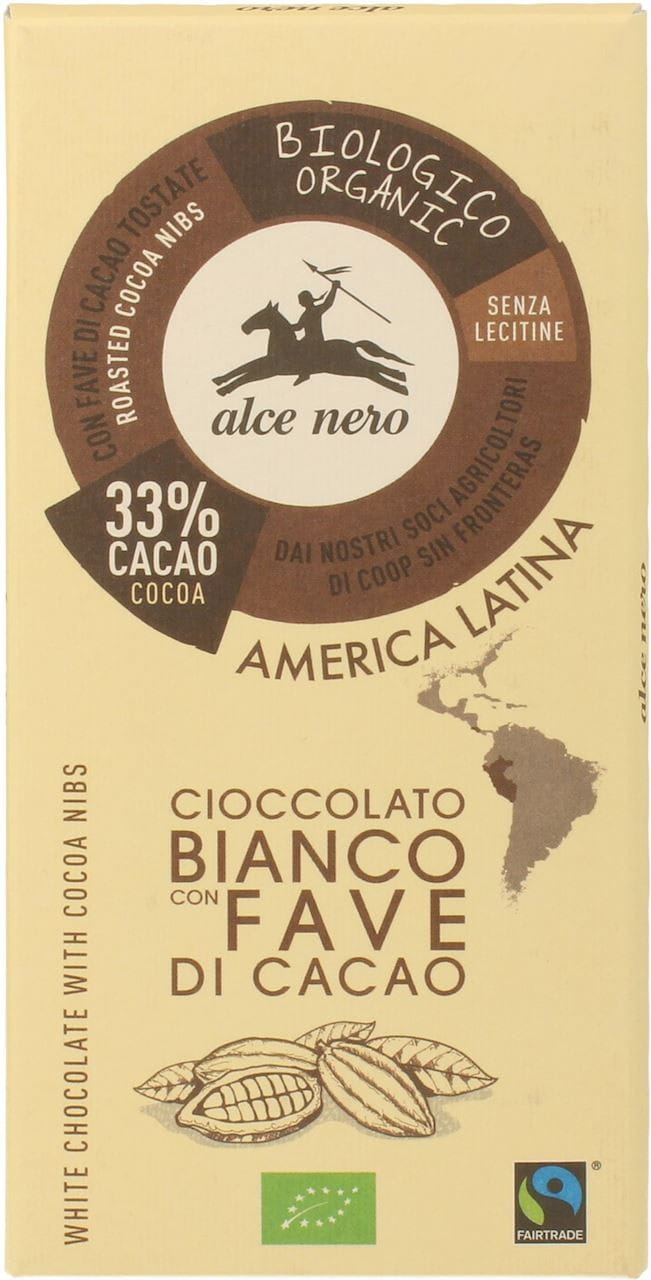 alce nero
BIOLOGICO
ORGANIC
CON FAVE DI CACAO TOSTATE
ROASTED COCOA NIBS
SENZA
LECITINE
alce nero
33%
CACAO
COCOA
DAI NOSTRI SOCI AGRICOLTORI
DI COOP SIN FRONTERAS
AMERICA LATINA
alce nero
CIOCCOLATO
BIANCO
CON FAVE
DI CACAO
WHITE CHOCOLATE WITH COCOA NIBS
FAIRTRADE
®